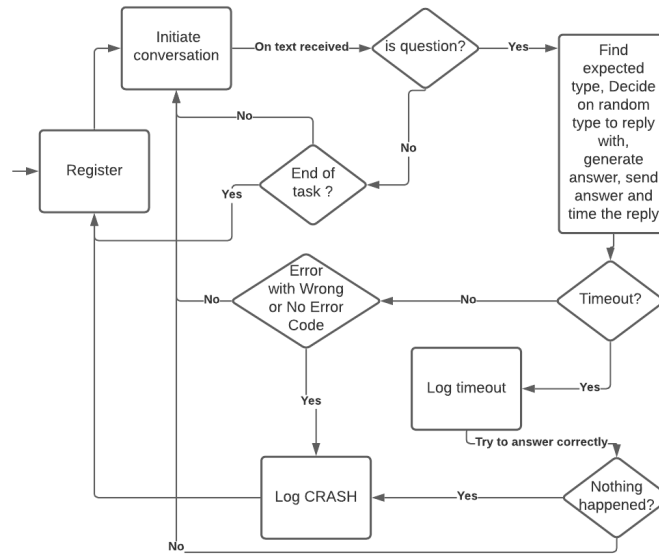 Initiate
conversation
On text received
is question?
Yes
Find
expected
type, Decide
on random
type to reply
with,
generate
answer, send
answer and
time the reply
No
No
Register
End of
task ?
Yes
Error
with Wrong
or No Error
Code
No
No
Timeout?
Yes
Log timeout
Yes
Try to answer correctly
Log CRASH
Yes
Nothing
happened?
No